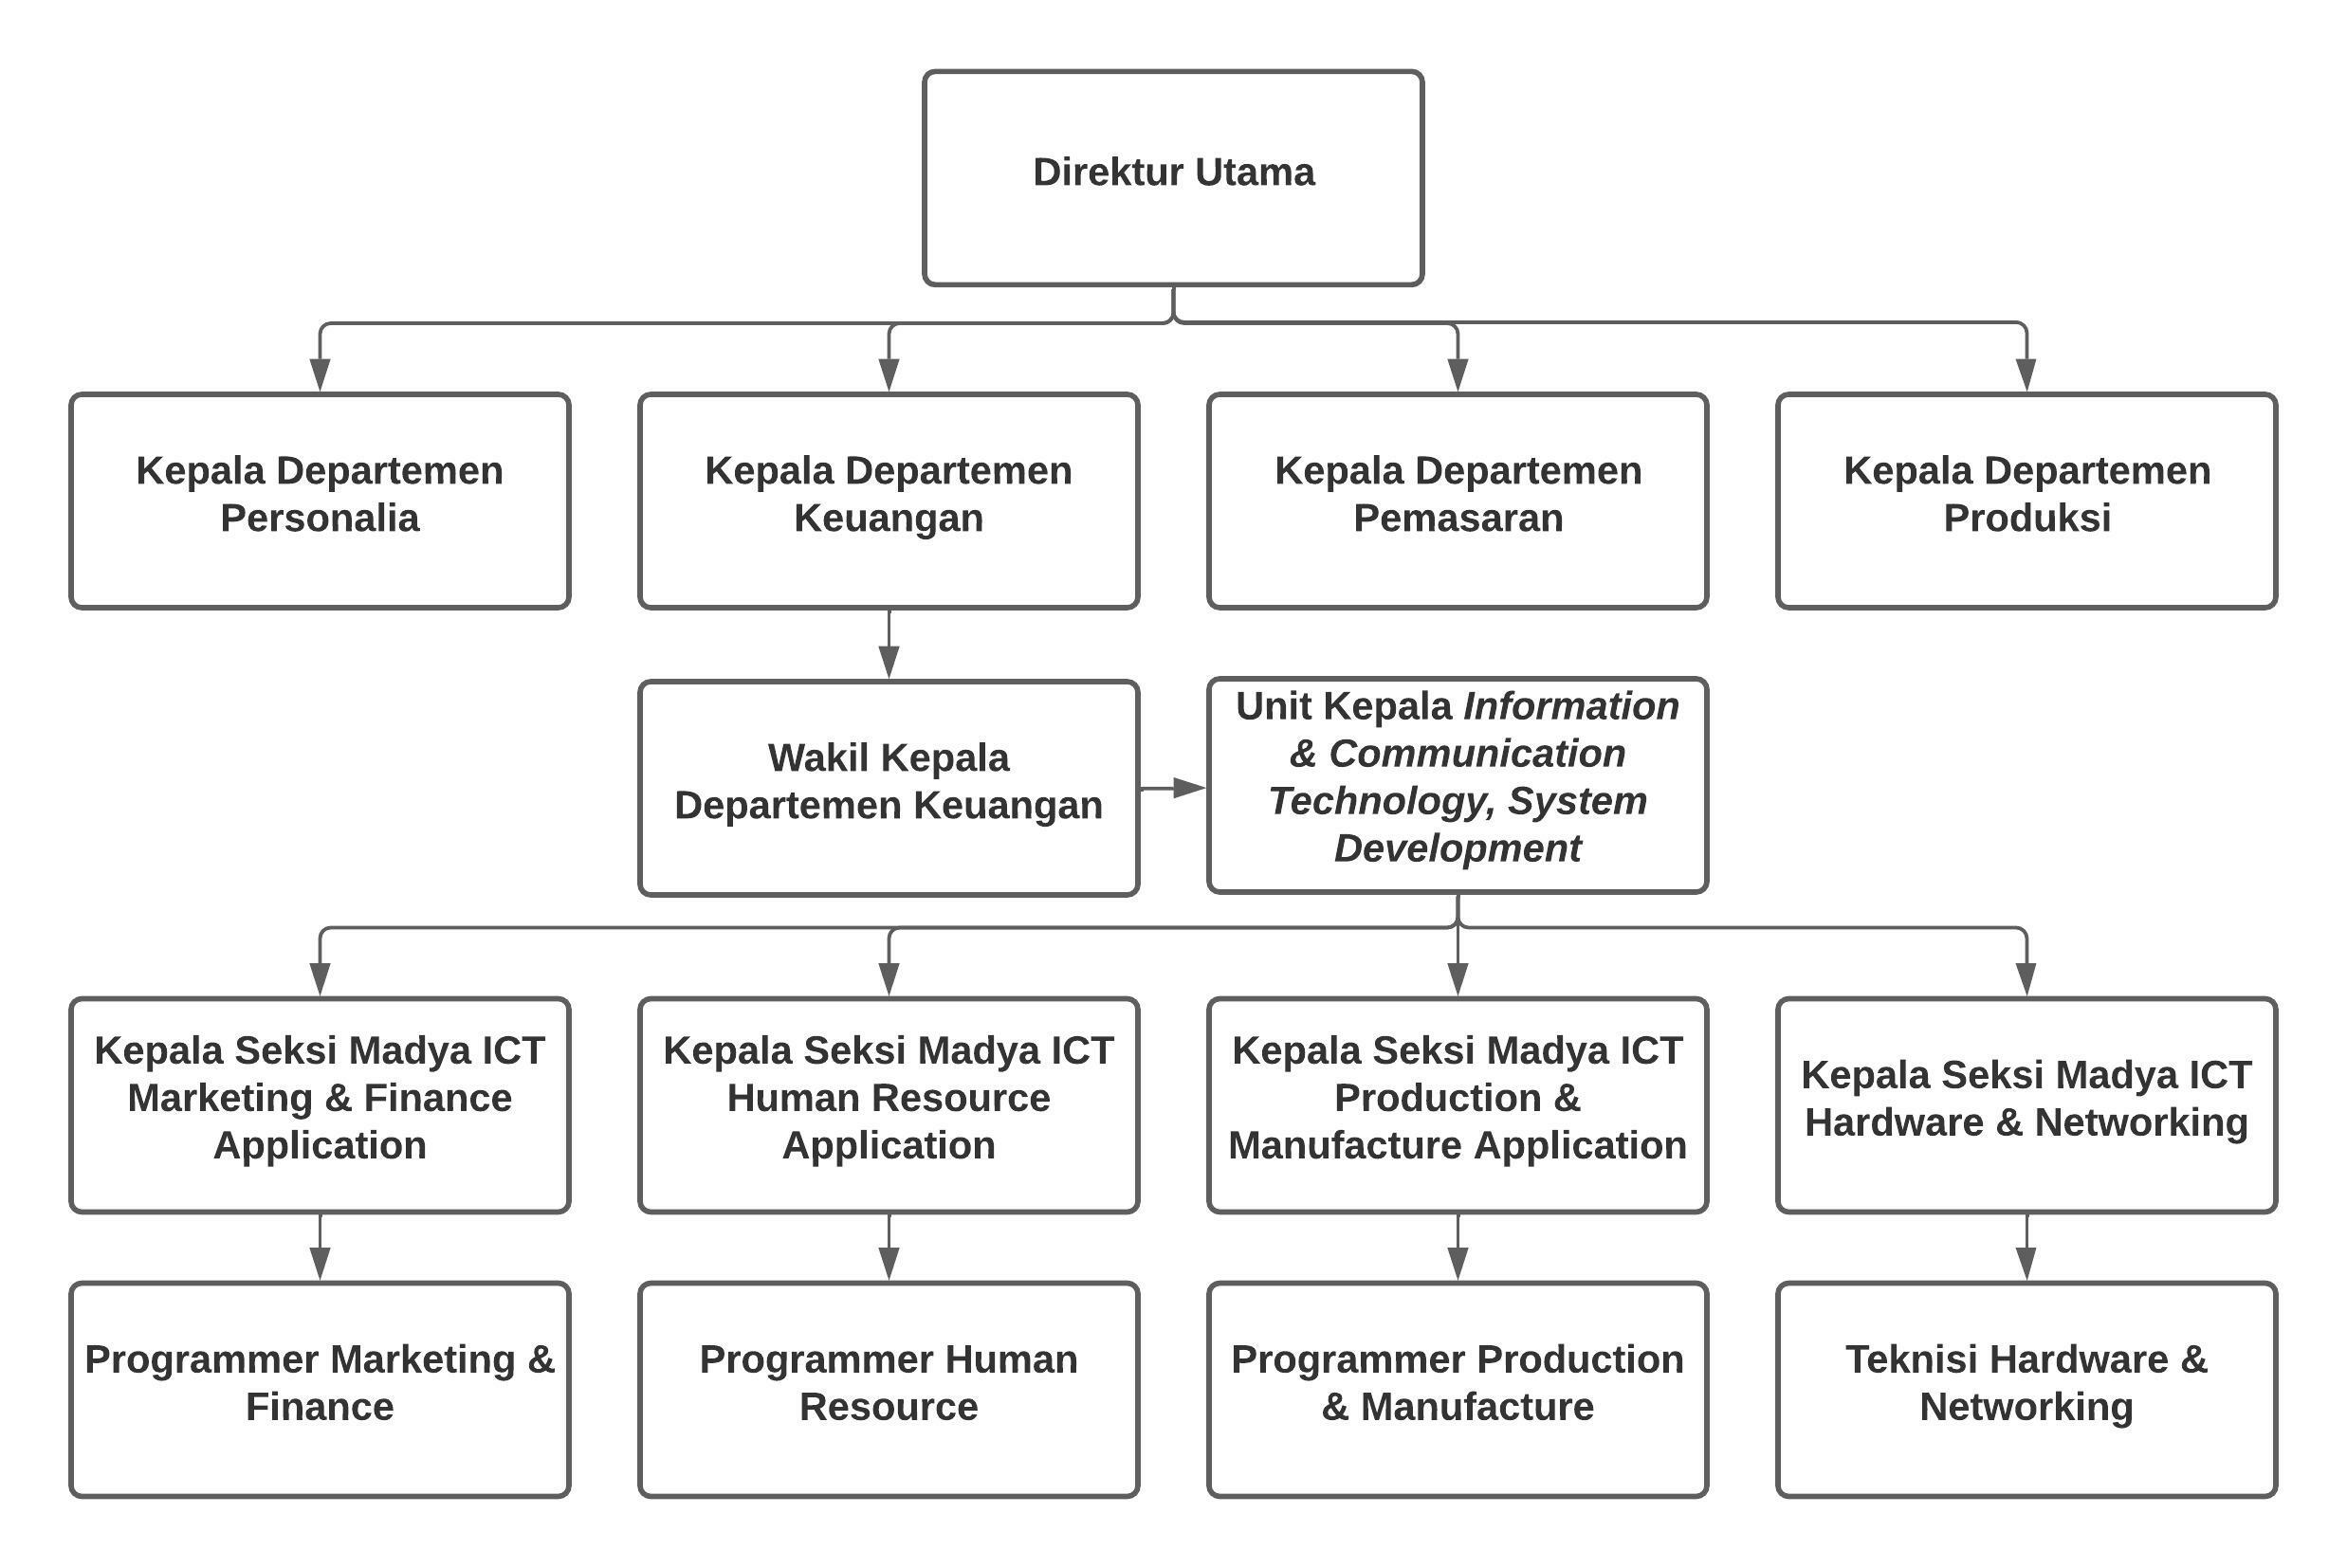 Direktur Utama
Kepala Departemen
Personalia
Kepala Departemen
Keuangan
Kepala Departemen
Pemasaran
Kepala Departemen
Produksi
Wakil Kepala
Departemen Keuangan
Unit Kepala Information
& Communication
Technology, System
Development
Kepala Seksi Madya ICT
Marketing & Finance
Application
Kepala Seksi Madya ICT
Human Resource
Application
Kepala Seksi Madya ICT
Production &
Manufacture Application
Kepala Seksi Madya ICT
Hardware & Networking
Programmer Marketing &
Finance
Programmer Human
Resource
Programmer Production
& Manufacture
Teknisi Hardware &
Networking